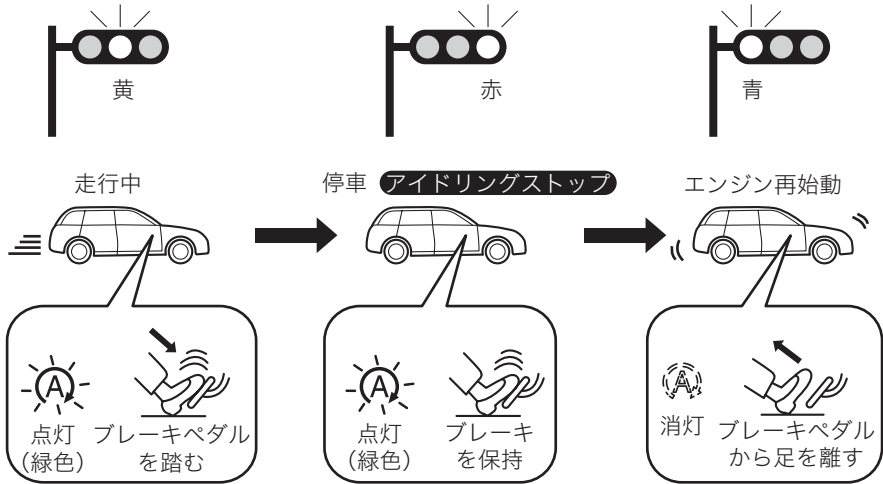 黄
赤
青
走行中
停車 アイドリングストップ
エンジン再始動
A
点灯
(緑色)
ブレーキペダル
を踏む
A
点灯
(緑色)
ブレーキ
を保持
A
消灯
ブレーキペダル
から足を離す